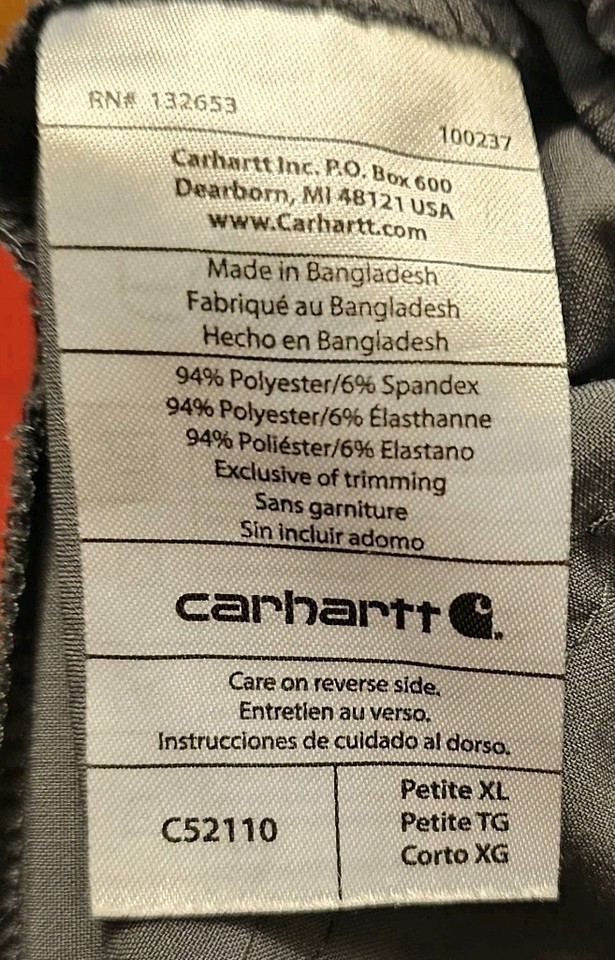 RN# 132653
100237
Carhartt Inc. P.O. Box 600
Dearborn, MI 48121 USA
www.Carhartt.com
Made in Bangladesh
Fabriqué au Bangladesh
Hecho en Bangladesh
94% Polyester/6% Spandex
94% Polyester/6% Élasthanne
94% Poliéster/6% Elastano
Exclusive of trimming
Sans garniture
Sin incluir adorno
carhartt
Care on reverse side.
Entretien au verso.
Instrucciones de cuidado al dorso.
C52110
Petite XL
Petite TG
Corto XG